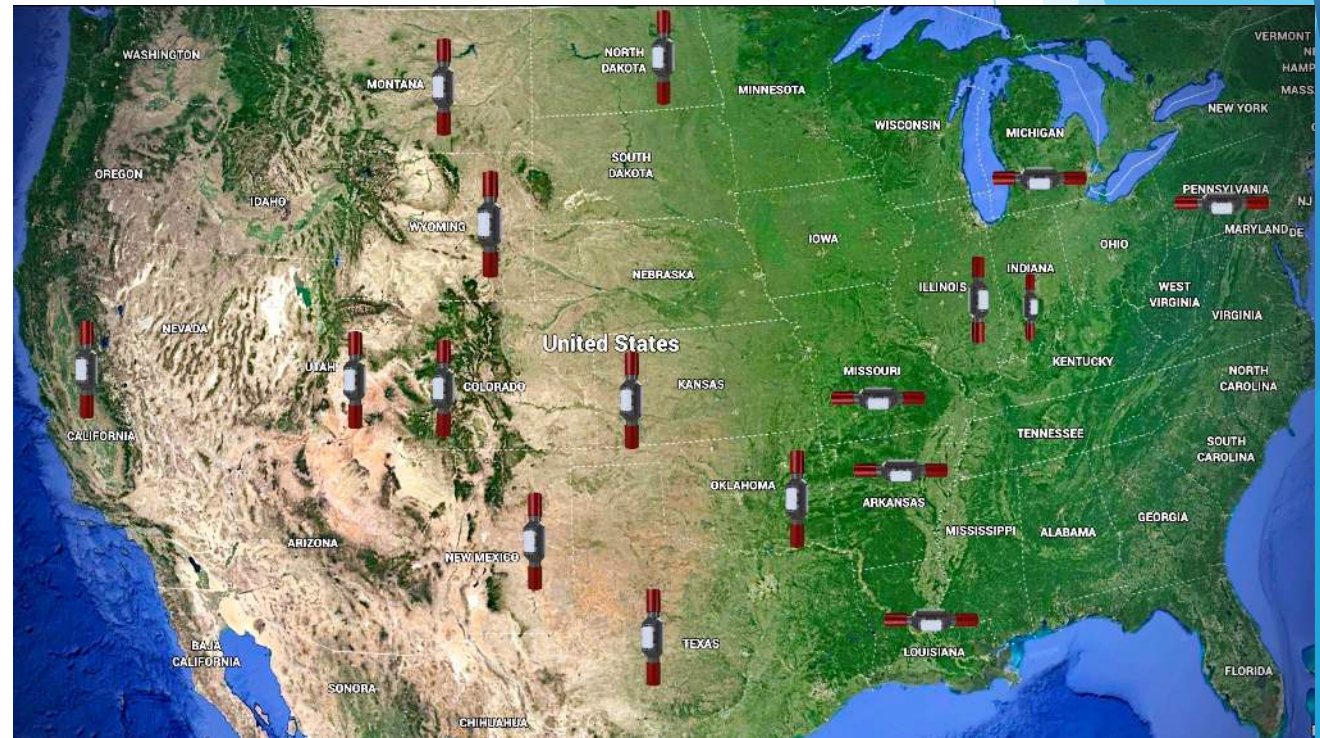 WASHINGTON
MONTANA
NORTH
DAKOTA
MINNESOTA
VERMONT
HAMP
MASS
NEW YORK
WISCONSIN
MICHIGAN
OREGON
SOUTH
DAKOTA
IDAHO
PENNSYLVANIA
NJ
WYOMING
IOWA
MARYLAND
DE
OHIO
NEBRASKA
INDIANA
ILLINOIS
WEST
VIRGINIA
VIRGINIA
NEVADA
United States
UTAH
COLORADO
KANSAS
MISSOURI
KENTUCKY
NORTH
CAROLINA
CALIFORNIA
TENNESSEE
SOUTH
CAROLINA
OKLAHOMA
ARKANSAS
GEORGIA
MISSISSIPPI
ALABAMA
ARIZONA
NEW MEXICO
TEXAS
LOUISIANA
BAJA
CALIFORNIA
FLORIDA
SONORA
CHIHUAHUA